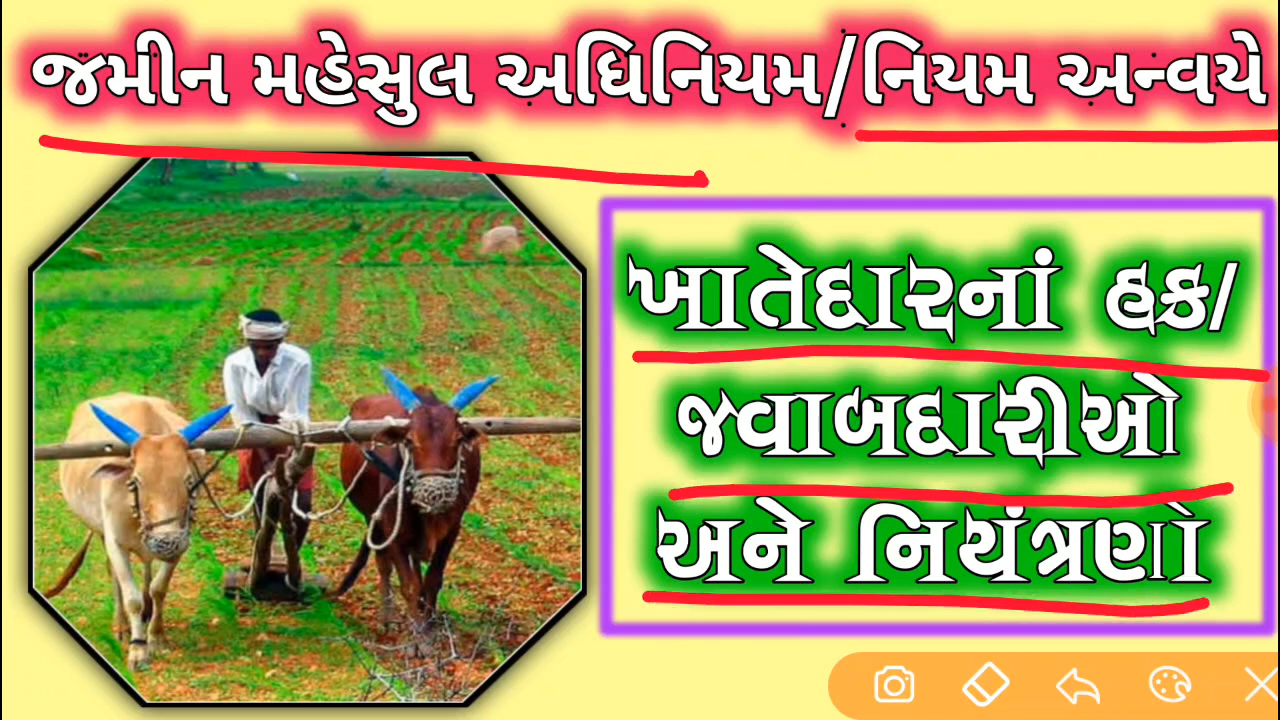 જમીન મહેસુલ અધિનિયમ/નિયમ અન્વયે
ખાતેદારનાં હક/
જવાબદારીઓ
અને નિયંત્રણો